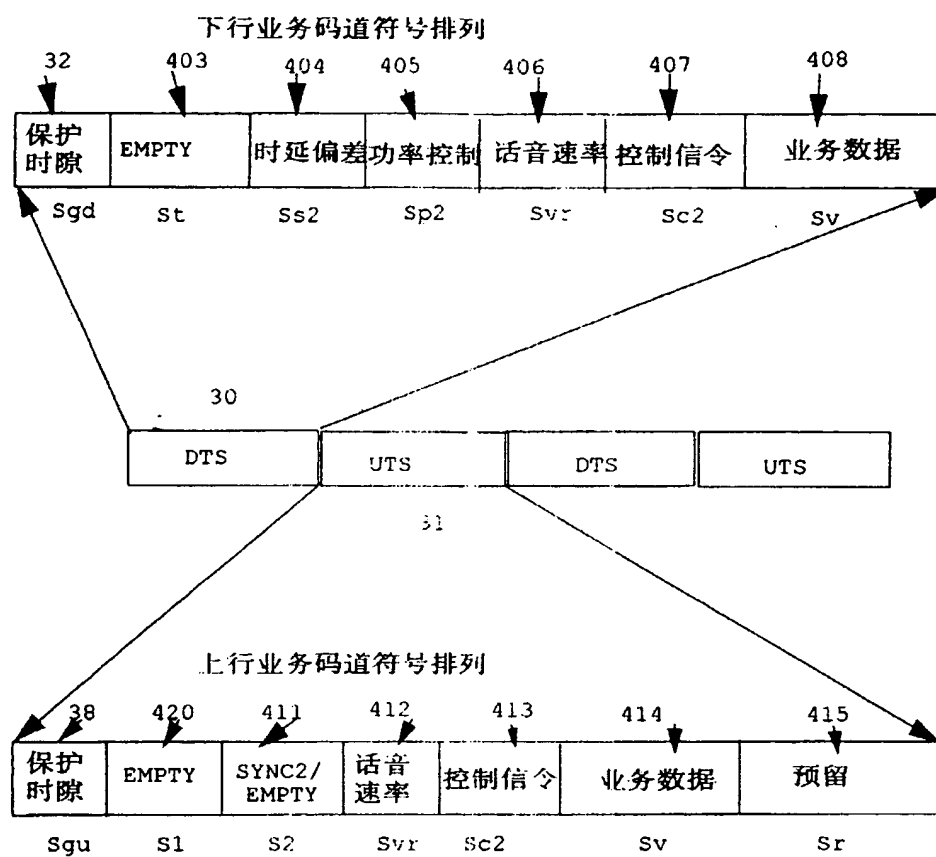 下行业务码道符号排列
32 403 404 405 406 407 408
保护时隙 EMPTY 时延偏差 功率控制 话音速率 控制信令 业务数据
Sgd St Ss2 Sp2 Svr Sc2 Sv
30
DTS UTS DTS UTS
31
上行业务码道符号排列
38 420 411 412 413 414 415
保护时隙 EMPTY SYNC2/EMPTY 话音速率 控制信令 业务数据 预留
Sgu S1 S2 Svr Sc2 Sv Sr